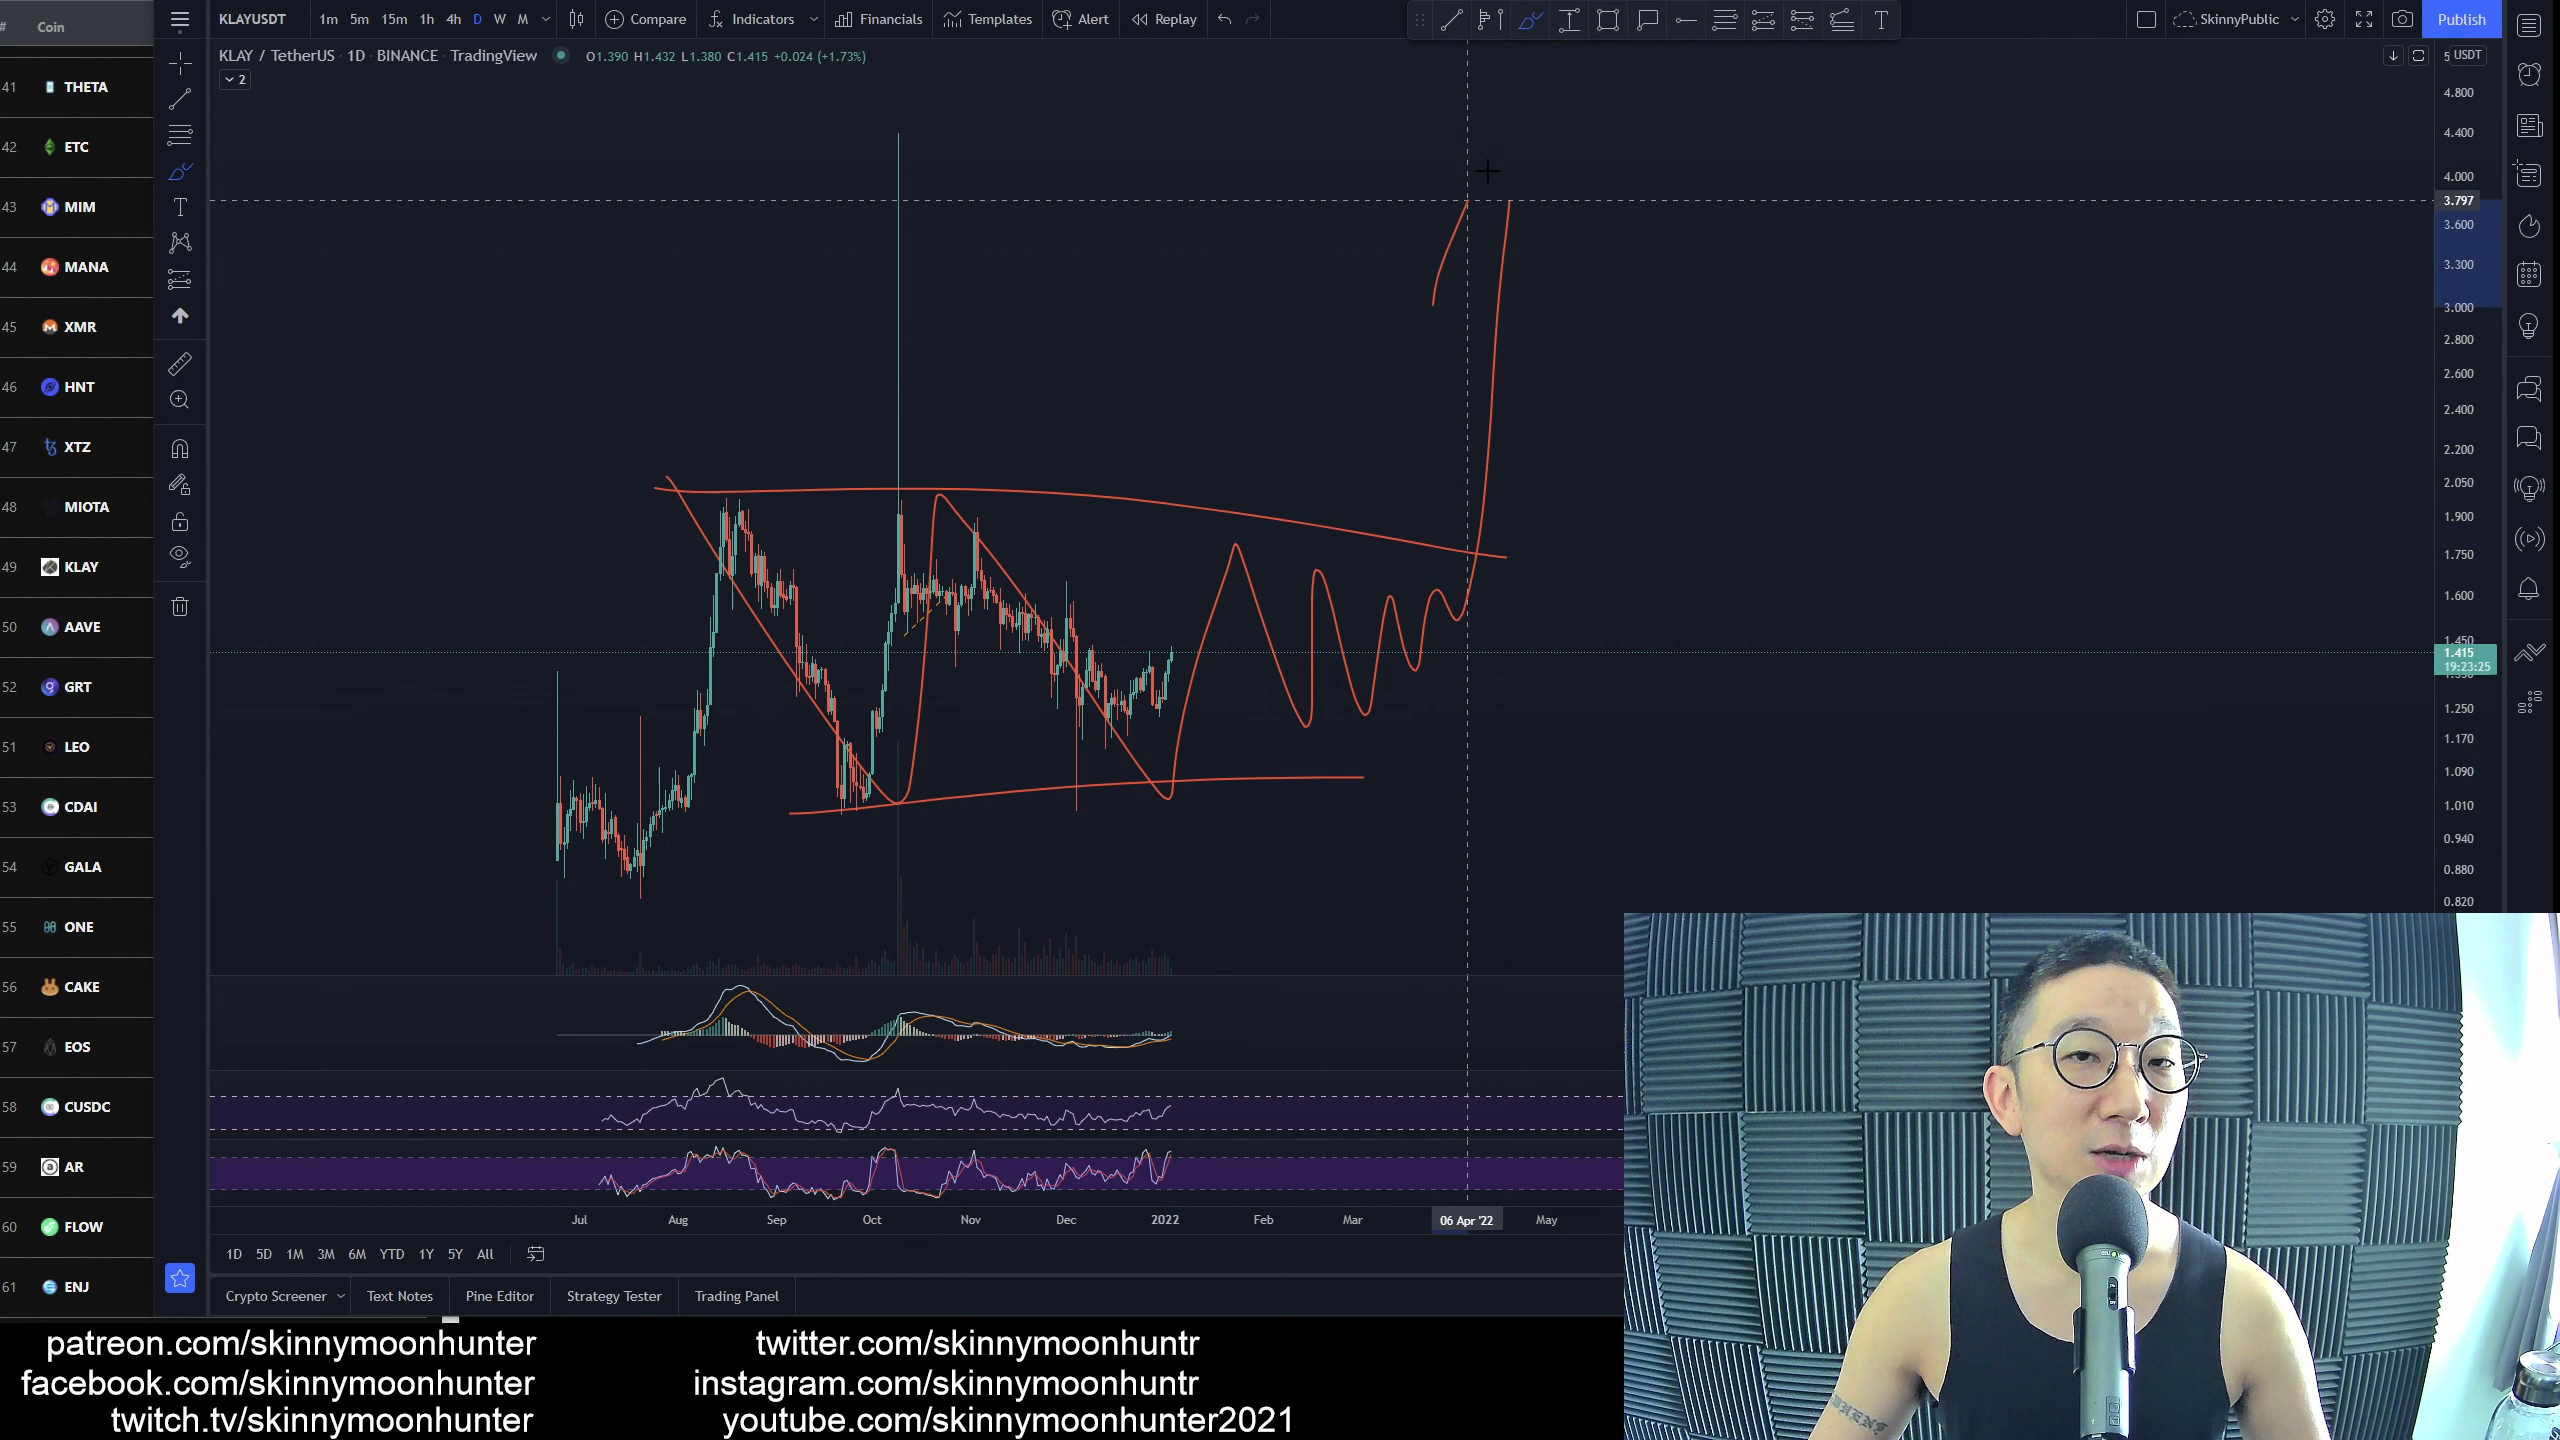 # Coin
41 THETA
42 ETC
43 MIM
44 MANA
45 XMR
46 HNT
47 XTZ
48 MIOTA
49 KLAY
50 AAVE
52 GRT
51 LEO
53 CDAI
54 GALA
55 ONE
56 CAKE
57 EOS
58 CUSDC
59 AR
60 FLOW
61 ENJ
KLAYUSDT 1m 5m 15m 1h 4h D W M Compare Indicators Financials Templates Alert Replay SkinnyPublic Publish
KLAY / TetherUS · 1D · BINANCE · TradingView O1.390 H1.432 L1.380 C1.415 +0.024 (+1.73%)
2
5 USDT
4.800
4.400
4.000
3.797
3.600
3.300
3.000
2.800
2.600
2.400
2.200
2.050
1.900
1.750
1.600
1.450
1.415
19:23:25
1.250
1.170
1.090
1.010
0.940
0.880
0.820
Jul Aug Sep Oct Nov Dec 2022 Feb Mar 06 Apr '22 May
1D 5D 1M 3M 6M YTD 1Y 5Y All
Crypto Screener Text Notes Pine Editor Strategy Tester Trading Panel
patreon.com/skinnymoonhunter twitter.com/skinnymoonhuntr
facebook.com/skinnymoonhunter instagram.com/skinnymoonhuntr
twitch.tv/skinnymoonhunter youtube.com/skinnymoonhunter2021